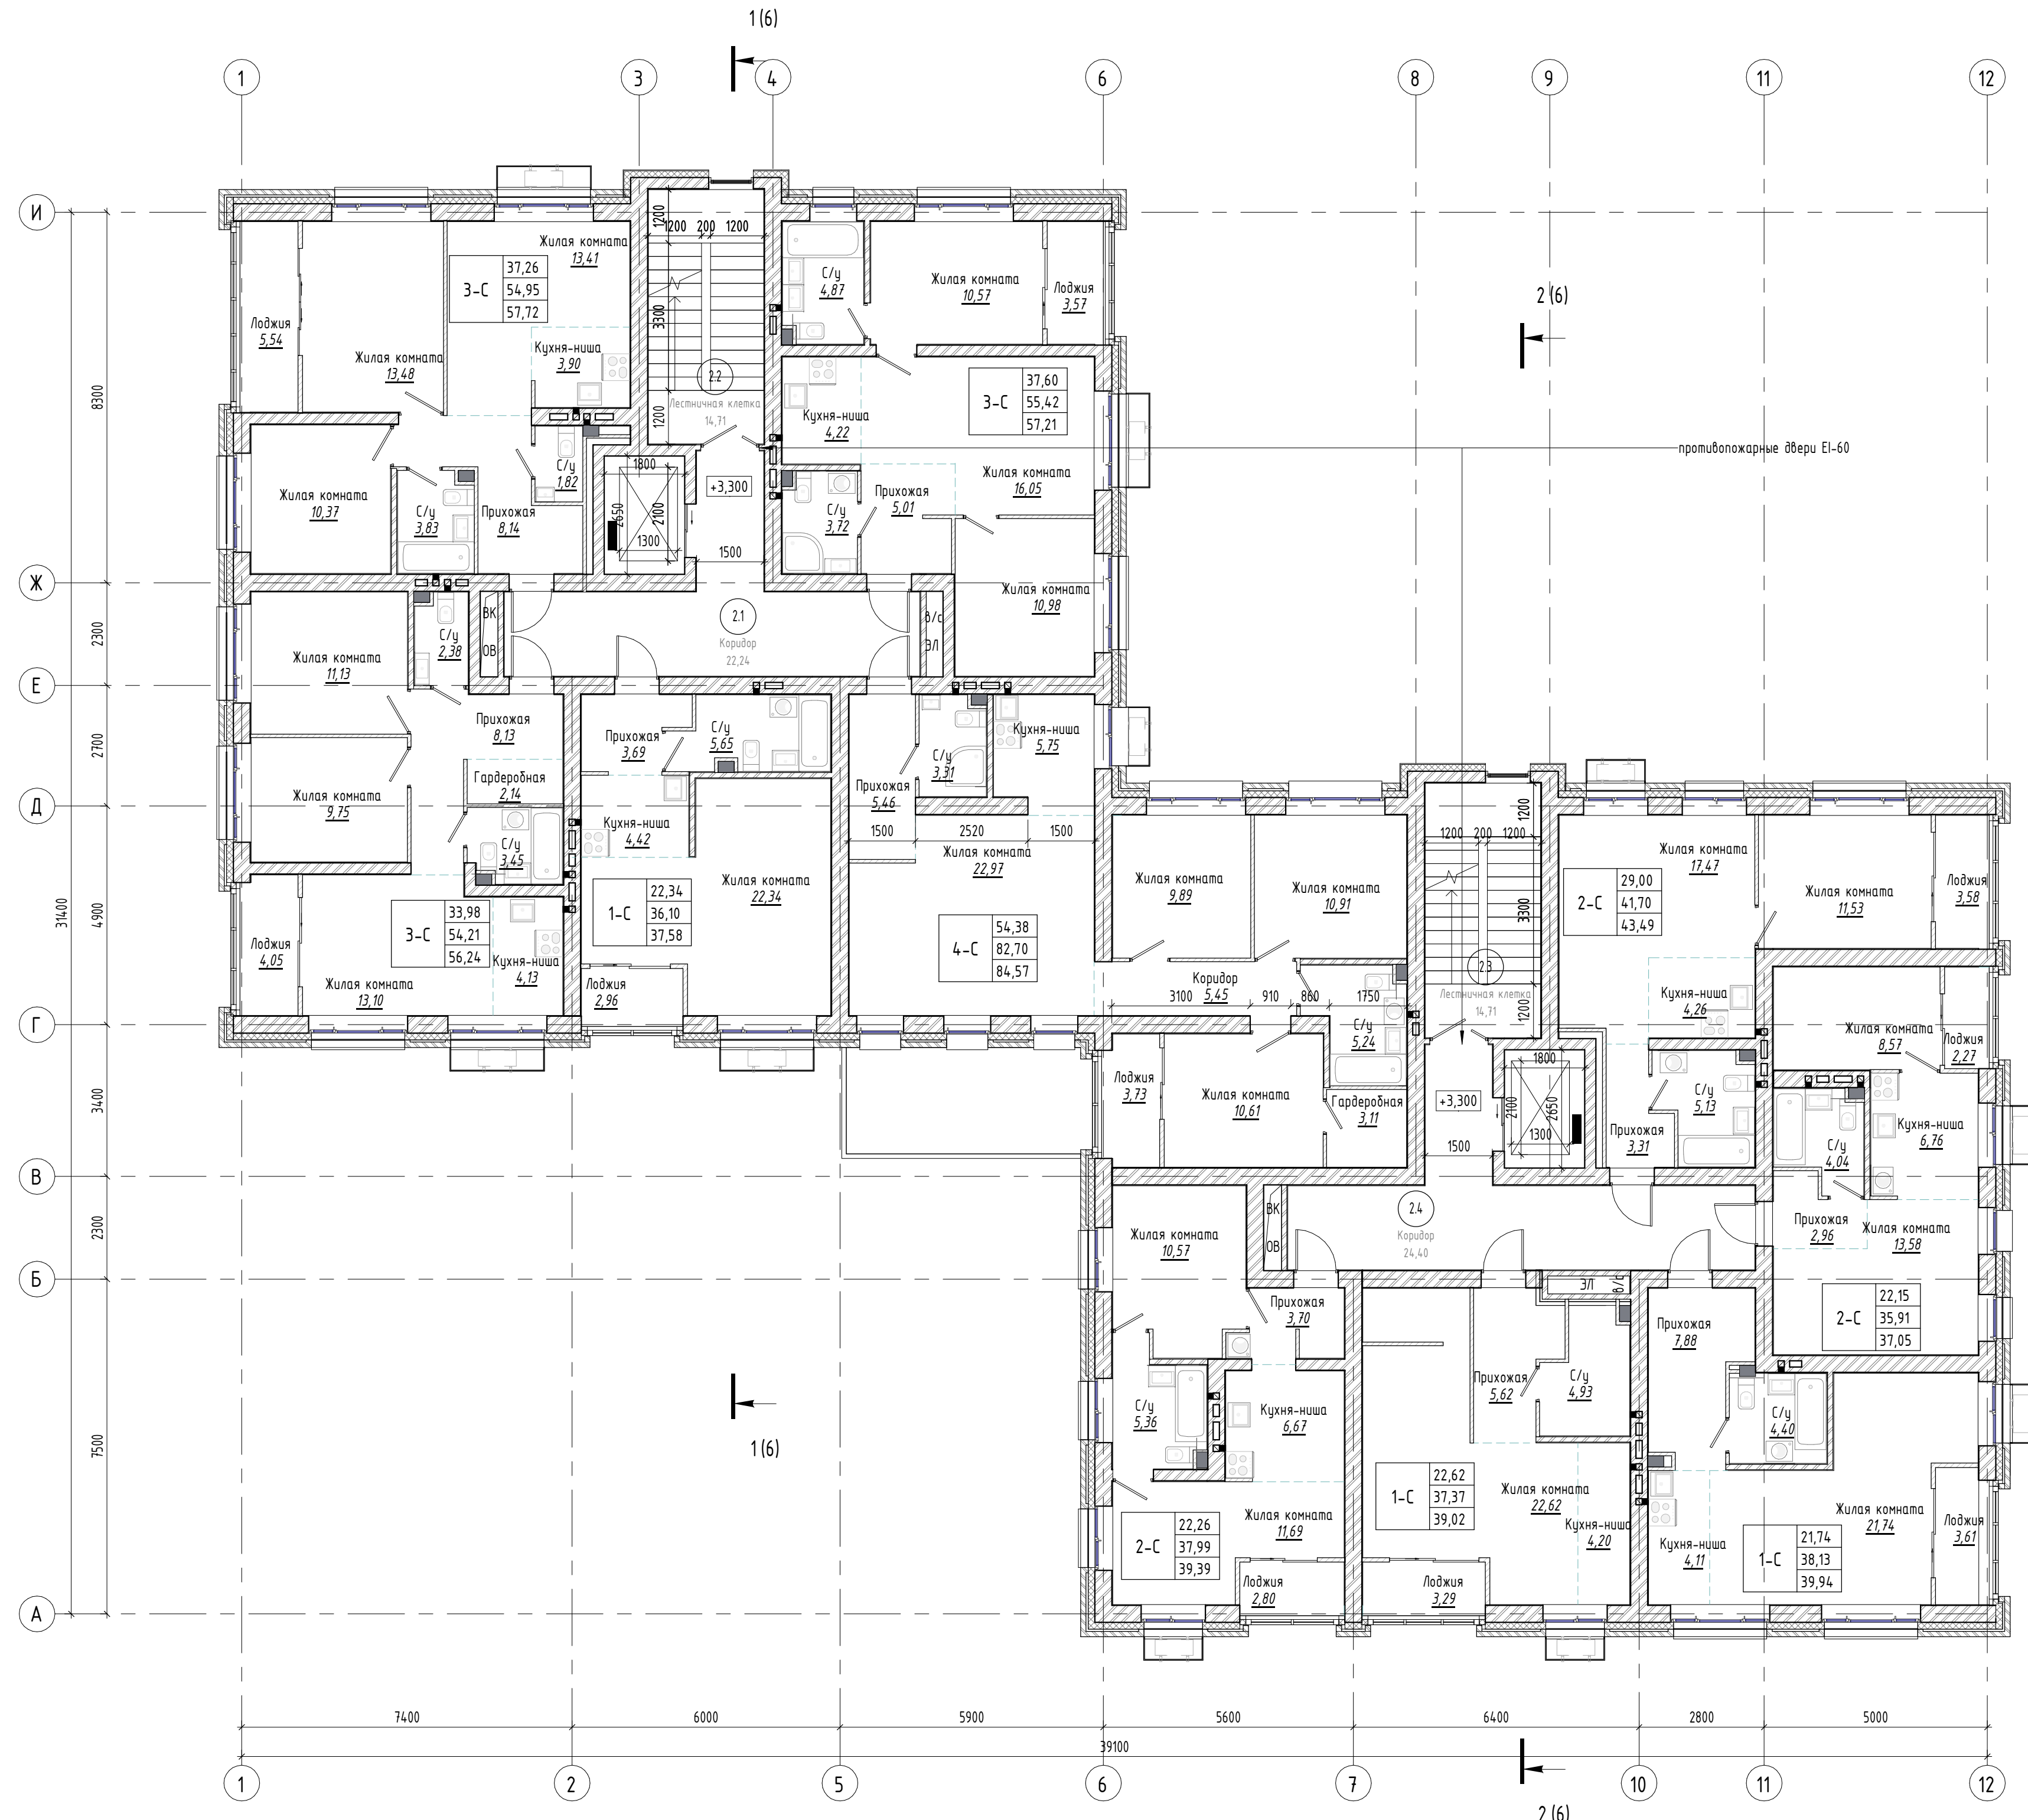 1 (6)
1
3
4
6
8
9
11
12
И
Ж
Е
Д
Г
В
Б
А
8300
2300
2700
4900
3400
2300
7500
31400
2 (6)
противопожарные двери EI-60
Жилая комната
13,41
3-С
37,26
54,95
57,72
Лоджия
5,54
Жилая комната
13,48
Кухня-ниша
3,90
Жилая комната
10,37
С/у
3,83
Прихожая
8,14
С/у
1,82
1200
1200 200 1200
3300
2.2
Лестничная клетка
14,71
1200
1800
2650
2100
1300
+3,300
1500
С/у
4,87
Жилая комната
10,57
Лоджия
3,57
3-С
37,60
55,42
57,21
Кухня-ниша
4,22
Жилая комната
16,05
Прихожая
5,01
С/у
3,72
Жилая комната
10,98
ВК
ОВ
2.1
Коридор
22,24
в/с
ЭЛ
Жилая комната
11,13
С/у
2,38
Прихожая
8,13
Гардеробная
2,14
Жилая комната
9,75
С/у
3,45
3-С
33,98
54,21
56,24
Лоджия
4,05
Кухня-ниша
4,13
Жилая комната
13,10
Прихожая
3,69
С/у
5,65
Кухня-ниша
4,42
Жилая комната
22,34
1-С
22,34
36,10
37,58
Лоджия
2,96
С/у
3,31
Кухня-ниша
5,75
Прихожая
5,46
1500
2520
1500
Жилая комната
22,97
4-С
54,38
82,70
84,57
Жилая комната
9,89
Жилая комната
10,91
Коридор
5,45
3100
910
860
1750
С/у
5,24
Лоджия
3,73
Жилая комната
10,61
Гардеробная
3,11
1200
1200 200 1200
3300
2.3
Лестничная клетка
14,71
1200
1800
2100
2650
1300
+3,300
1500
Жилая комната
17,47
2-С
29,00
41,70
43,49
Жилая комната
11,53
Лоджия
3,58
Кухня-ниша
4,26
С/у
5,13
Прихожая
3,31
Жилая комната
8,57
Лоджия
2,27
Кухня-ниша
6,76
С/у
4,04
Прихожая
2,96
Жилая комната
13,58
2-С
22,15
35,91
37,05
ВК
ОВ
2.4
Коридор
24,40
ЭЛ
в/с
Жилая комната
10,57
Прихожая
3,70
С/у
5,36
Кухня-ниша
6,67
2-С
22,26
37,99
39,39
Жилая комната
11,69
Лоджия
2,80
Прихожая
5,62
С/у
4,93
1-С
22,62
37,37
39,02
Жилая комната
22,62
Кухня-ниша
4,20
Лоджия
3,29
Прихожая
7,88
С/у
4,40
Кухня-ниша
4,11
1-С
21,74
38,13
39,94
Жилая комната
21,74
Лоджия
3,61
1 (6)
7400
6000
5900
5600
6400
2800
5000
39100
1
2
5
6
7
10
11
12
2 (6)